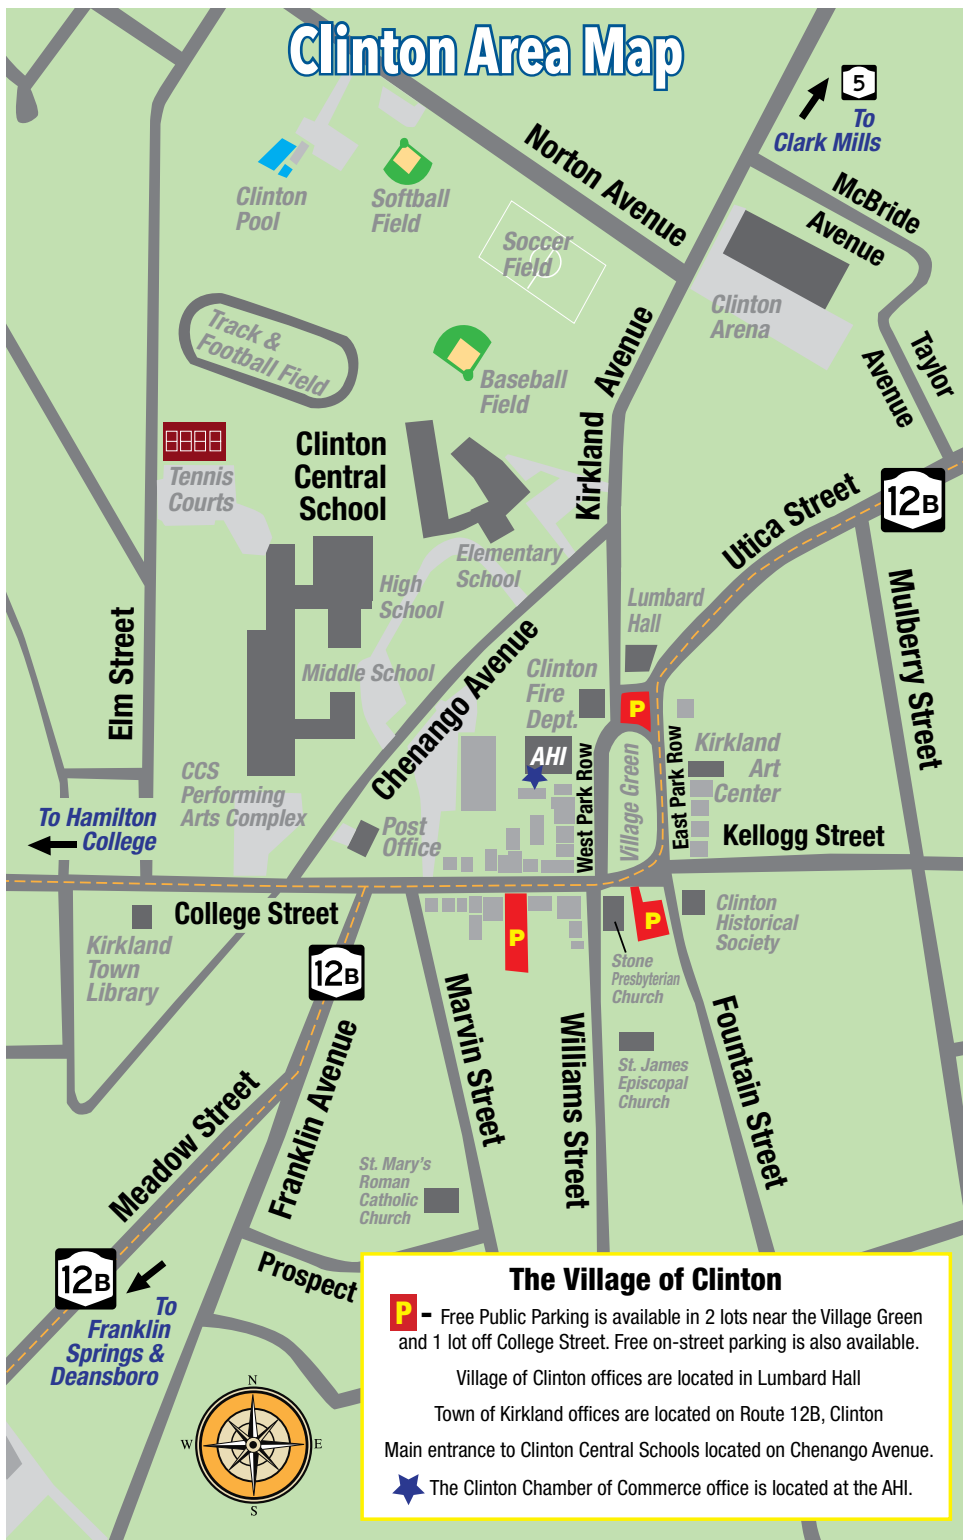 Clinton Area Map
5
To
Clark Mills
Norton Avenue
McBride
Avenue
Clinton
Pool
Softball
Field
Soccer
Field
Clinton
Arena
Taylor
Avenue
Track &
Football Field
Kirkland Avenue
Baseball
Field
Clinton
Central
School
Tennis
Courts
12B
Utica Street
Elementary
School
High
School
Mulberry Street
Lumbard
Hall
Elm Street
Middle School
Chenango Avenue
Clinton
Fire
Dept.
P
AHI
West Park Row
Village Green
East Park Row
Kirkland
Art
Center
CCS
Performing
Arts Complex
To Hamilton
College
Post
Office
Kellogg Street
College Street
Kirkland
Town
Library
P
P
Clinton
Historical
Society
Stone
Presbyterian
Church
12B
Marvin Street
Williams Street
Fountain Street
St. James
Episcopal
Church
Meadow Street
Franklin Avenue
St. Mary's
Roman
Catholic
Church
12B
Prospect
To
Franklin
Springs &
Deansboro
N
W
E
S
The Village of Clinton
P - Free Public Parking is available in 2 lots near the Village Green
and 1 lot off College Street. Free on-street parking is also available.
Village of Clinton offices are located in Lumbard Hall
Town of Kirkland offices are located on Route 12B, Clinton
Main entrance to Clinton Central Schools located on Chenango Avenue.
The Clinton Chamber of Commerce office is located at the AHI.